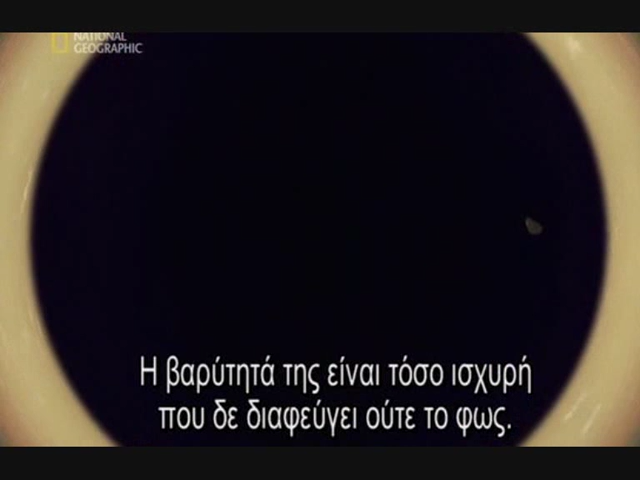 NATIONAL
GEOGRAPHIC
Η βαρύτητά της είναι τόσο ισχυρή
που δε διαφεύγει ούτε το φως.